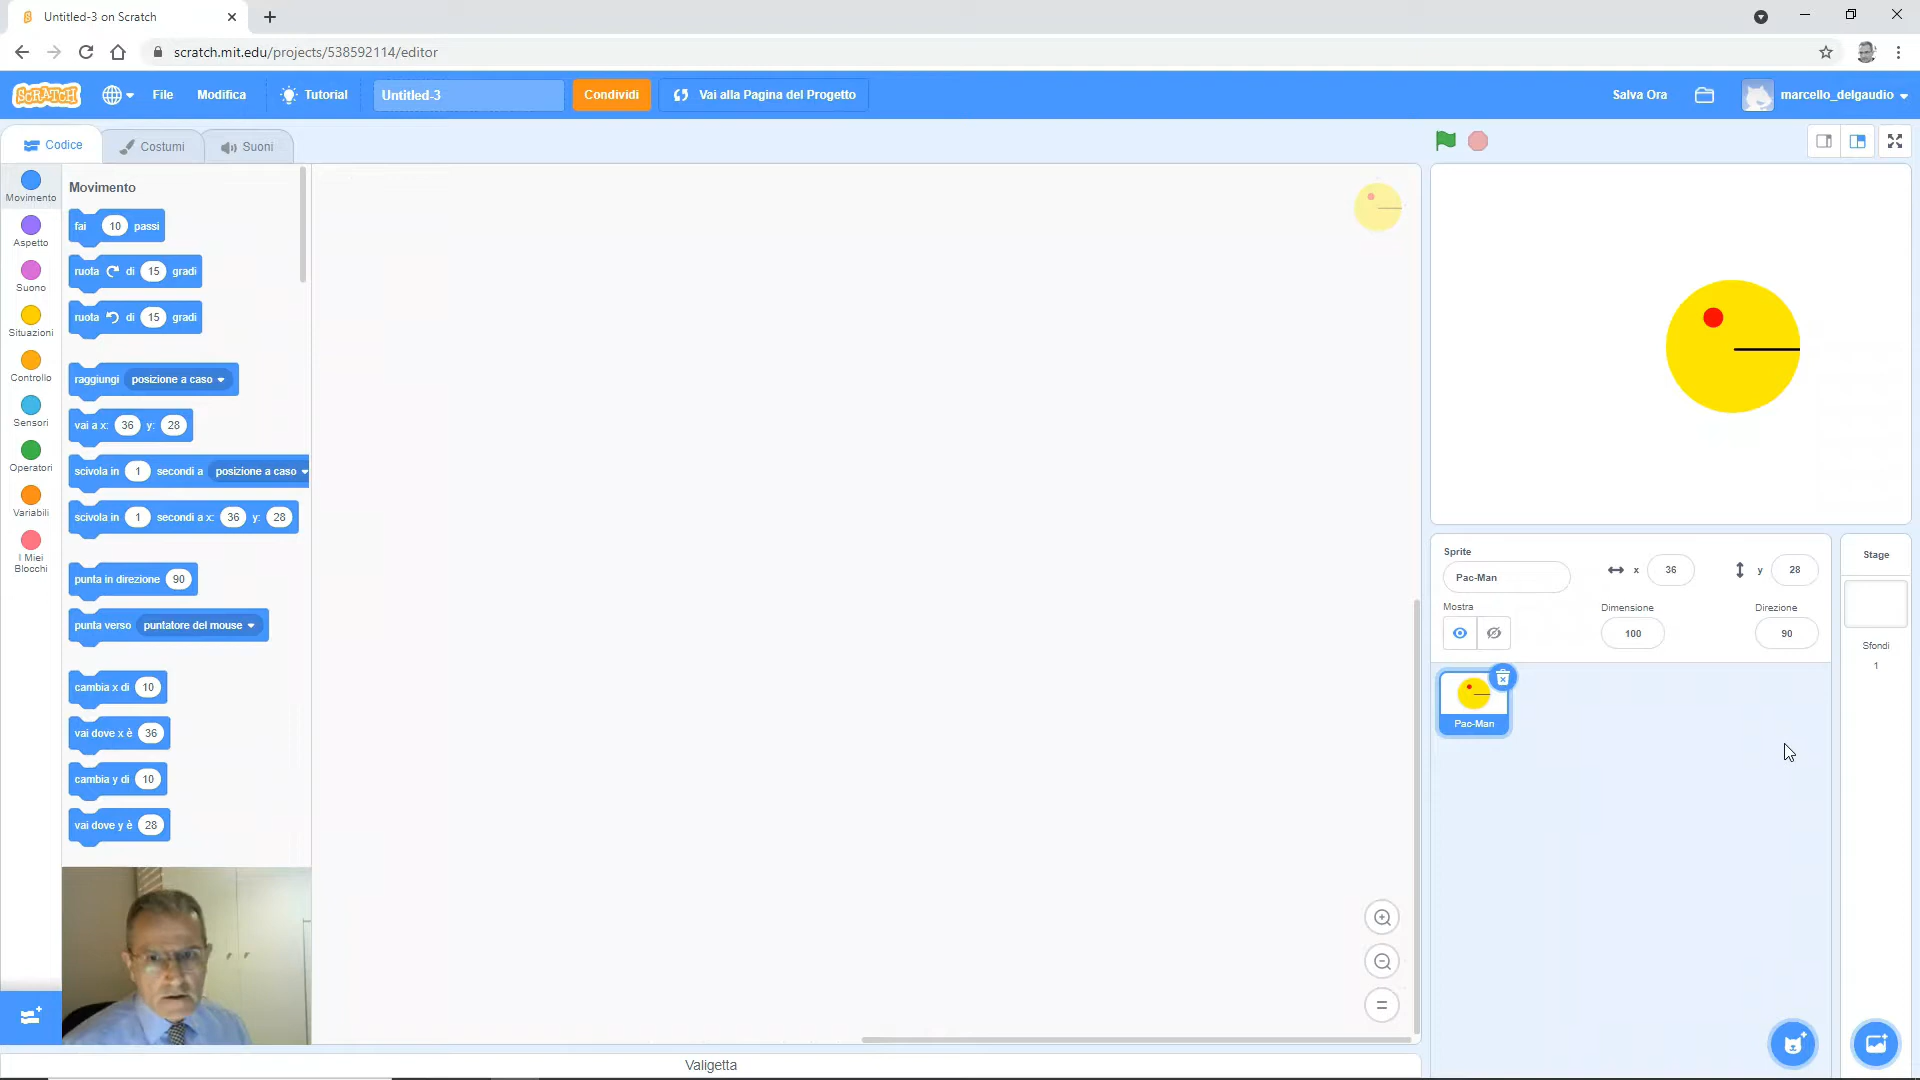 Untitled-3 on Scratch
scratch.mit.edu/projects/538592114/editor
SCRATCH
File
Modifica
Tutorial
Untitled-3
Condividi
Vai alla Pagina del Progetto
Salva Ora
marcello_delgaudio
Codice
Costumi
Suoni
Movimento
Aspetto
Suono
Situazioni
Controllo
Sensori
Operatori
Variabili
I Miei
Blocchi
Movimento
fai 10 passi
ruota di 15 gradi
ruota di 15 gradi
raggiungi posizione a caso
vai a x: 36 y: 28
scivola in 1 secondi a posizione a caso
scivola in 1 secondi a x: 36 y: 28
punta in direzione 90
punta verso puntatore del mouse
cambia x di 10
vai dove x è 36
cambia y di 10
vai dove y è 28
Valigetta
Sprite
Pac-Man
x 36
y 28
Mostra
Dimensione
100
Direzione
90
Pac-Man
Stage
Sfondi
1